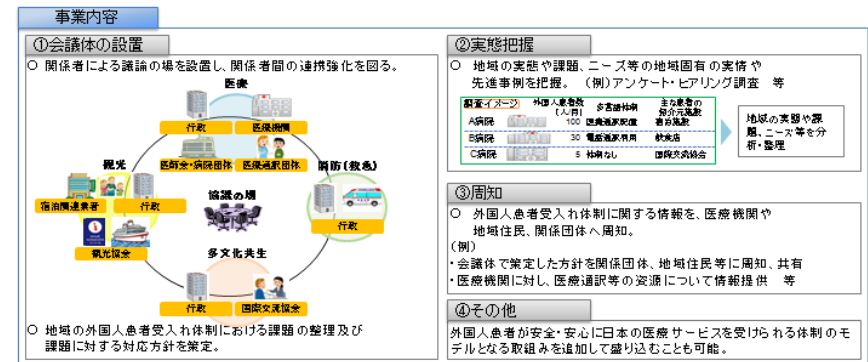 事業内容
①会議体の設置
○ 関係者による議論の場を設置し、関係者間の連携強化を図る。
医療
行政
医療機関
医師会・病院団体
医療通訳団体
観光
宿泊関連業者
行政
観光協会
消防(救急)
行政
協議の場
多文化共生
行政
国際交流協会
○ 地域の外国人患者受入れ体制における課題の整理及び
課題に対する対応方針を策定。
②実態把握
○ 地域の実態や課題、ニーズ等の地域固有の実情や
先進事例を把握。 (例)アンケート・ヒアリング調査 等
調査イメージ
外国人患者数
(人/月)
多言語体制
主な患者の
紹介元施設
A病院 100 医療通訳配置 宿泊施設
B病院 30 電話通訳利用 飲食店
C病院 5 体制なし 国際交流協会
地域の実態や課
題、ニーズ等を分
析・整理
③周知
○ 外国人患者受入れ体制に関する情報を、医療機関や
地域住民、関係団体へ周知。
(例)
・会議体で策定した方針を関係団体、地域住民等に周知、共有
・医療機関に対し、医療通訳等の資源について情報提供 等
④その他
外国人患者が安全・安心に日本の医療サービスを受けられる体制のモ
デルとなる取組みを追加して盛り込むことも可能。